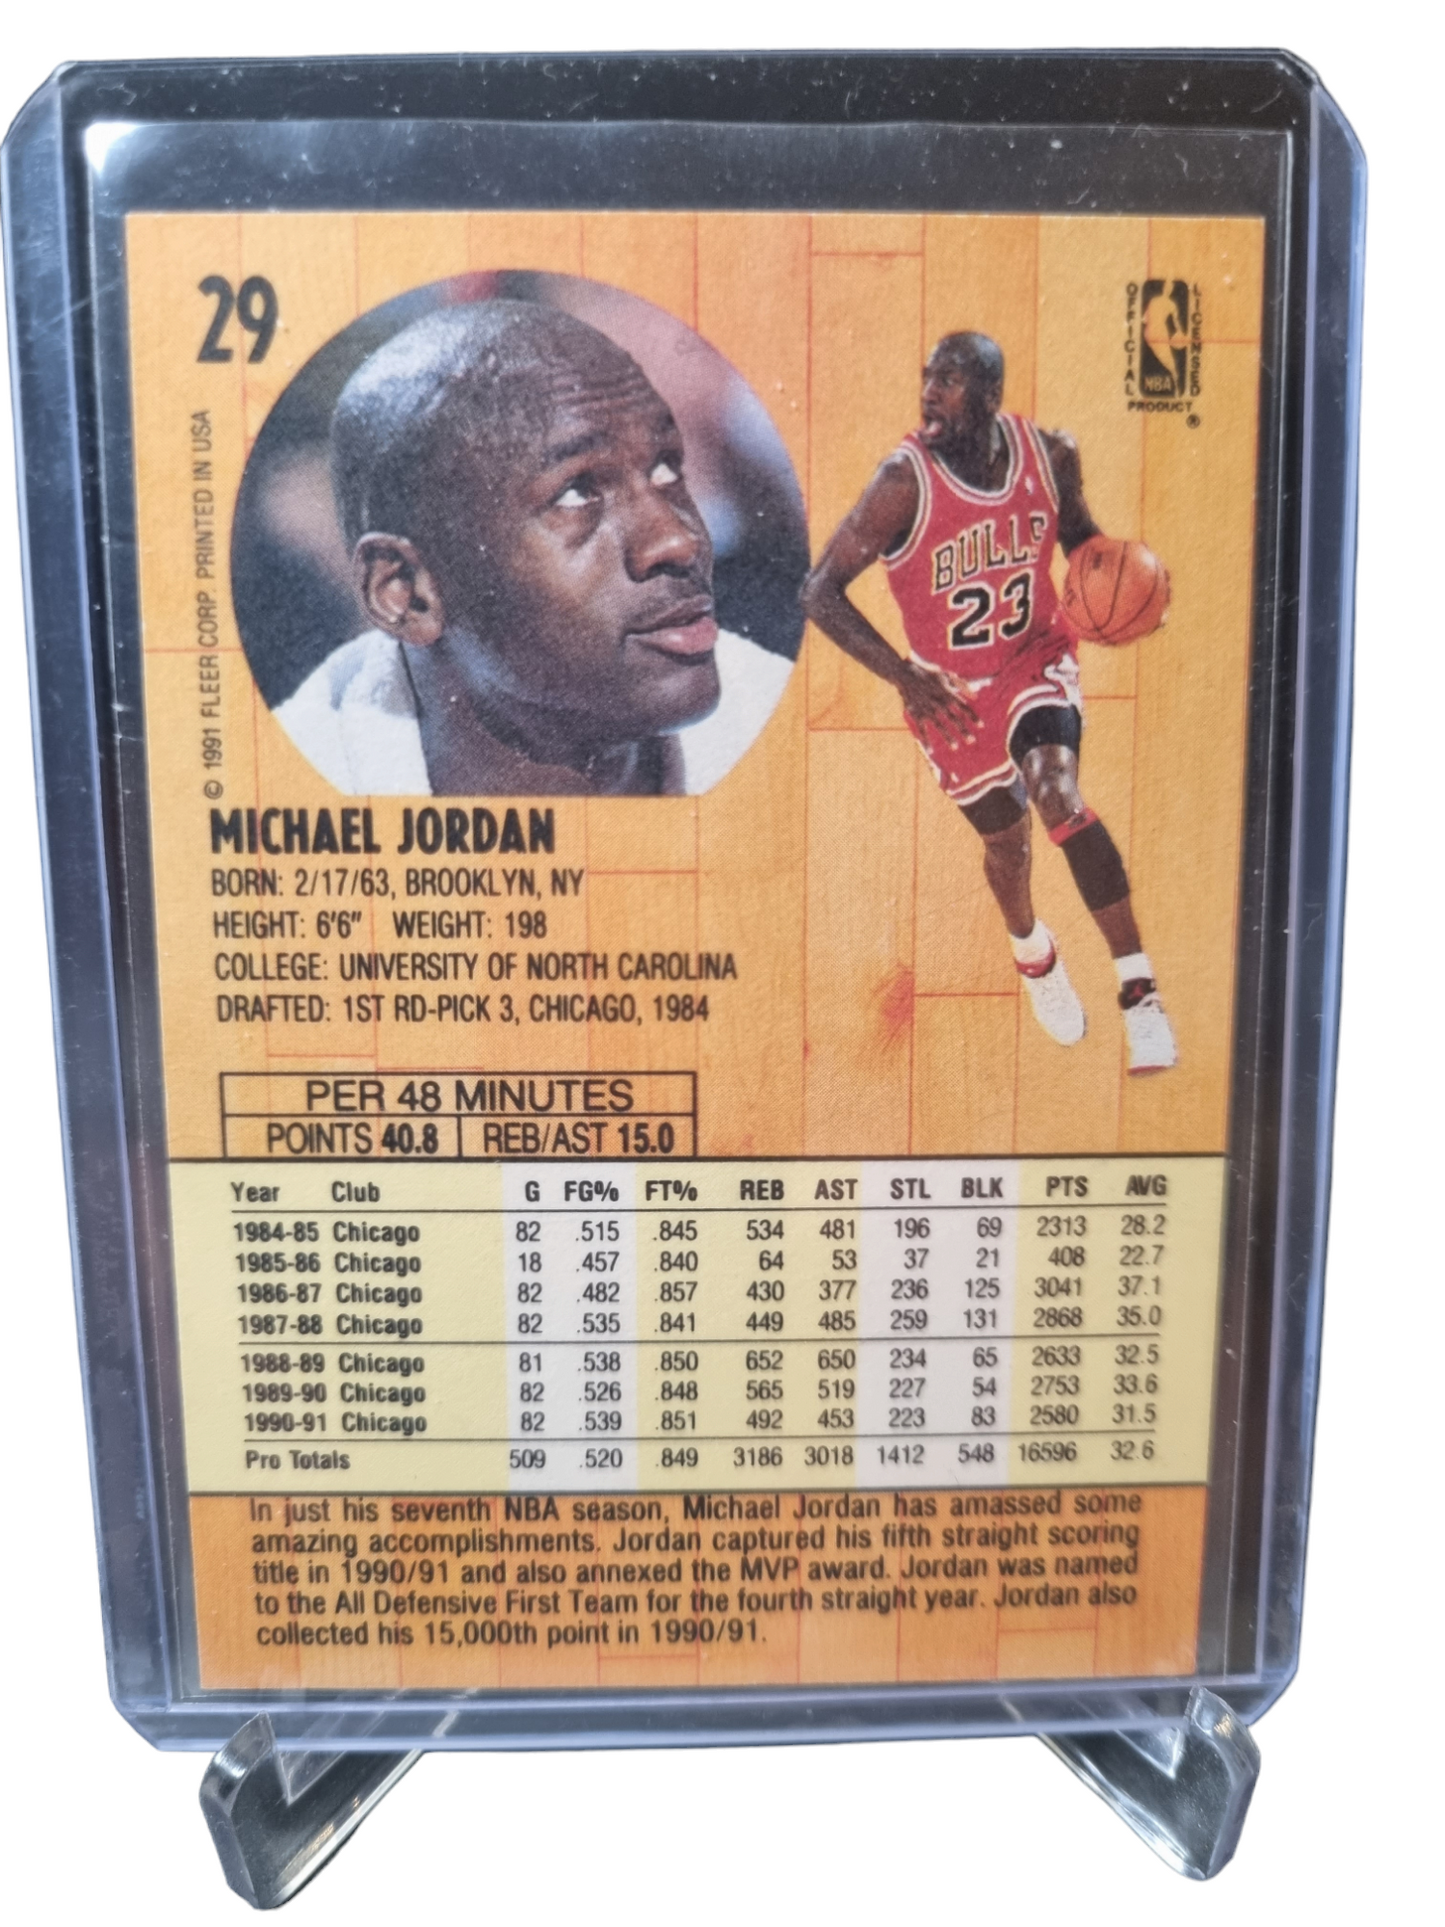 29
OFFICIAL LICENSED
NBA
PRODUCT
®
© 1991 FLEER CORP. PRINTED IN USA
BULLS
23
MICHAEL JORDAN
BORN: 2/17/63, BROOKLYN, NY
HEIGHT: 6'6" WEIGHT: 198
COLLEGE: UNIVERSITY OF NORTH CAROLINA
DRAFTED: 1ST RD-PICK 3, CHICAGO, 1984
PER 48 MINUTES
POINTS 40.8 REB/AST 15.0
Year Club G FG% FT% REB AST STL BLK PTS AVG
1984-85 Chicago 82 .515 .845 534 481 196 69 2313 28.2
1985-86 Chicago 18 .457 .840 64 53 37 21 408 22.7
1986-87 Chicago 82 .482 .857 430 377 236 125 3041 37.1
1987-88 Chicago 82 .535 .841 449 485 259 131 2868 35.0
1988-89 Chicago 81 .538 .850 652 650 234 65 2633 32.5
1989-90 Chicago 82 .526 .848 565 519 227 54 2753 33.6
1990-91 Chicago 82 .539 .851 492 453 223 83 2580 31.5
Pro Totals 509 .520 .849 3186 3018 1412 548 16596 32.6
In just his seventh NBA season, Michael Jordan has amassed some
amazing accomplishments. Jordan captured his fifth straight scoring
title in 1990/91 and also annexed the MVP award. Jordan was named
to the All Defensive First Team for the fourth straight year. Jordan also
collected his 15,000th point in 1990/91.